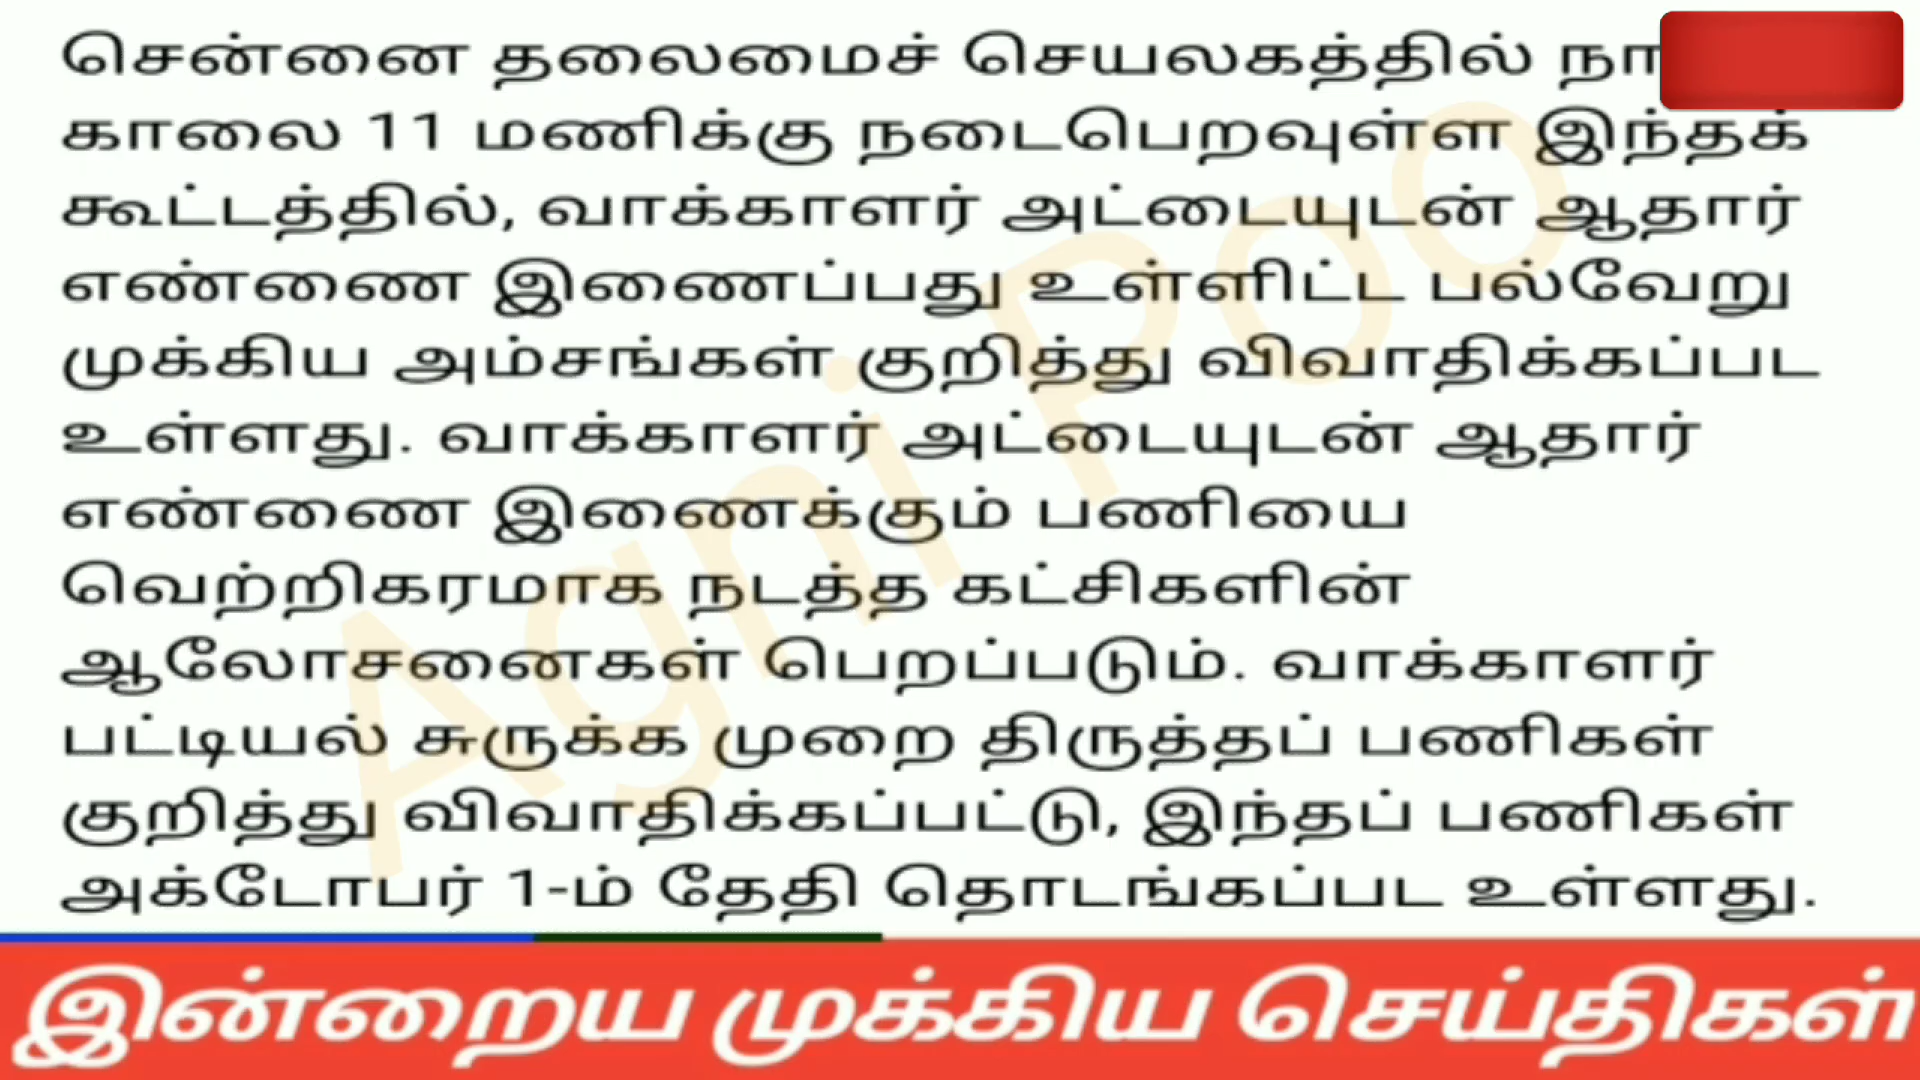 சென்னை தலைமைச் செயலகத்தில்
காலை 11 மணிக்கு நடைபெறவுள்ள இந்தக்
கூட்டத்தில், வாக்காளர் அட்டையுடன் ஆதார்
எண்ணை இணைப்பது உள்ளிட்ட பல்வேறு
முக்கிய அம்சங்கள் குறித்து விவாதிக்கப்பட
உள்ளது. வாக்காளர் அட்டையுடன் ஆதார்
எண்ணை இணைக்கும் பணியை
வெற்றிகரமாக நடத்த கட்சிகளின்
ஆலோசனைகள் பெறப்படும். வாக்காளர்
பட்டியல் சுருக்க முறை திருத்தப் பணிகள்
குறித்து விவாதிக்கப்பட்டு, இந்தப் பணிகள்
அக்டோபர் 1-ம் தேதி தொடங்கப்பட உள்ளது.
Agni Poo
இன்றைய முக்கிய செய்திகள்